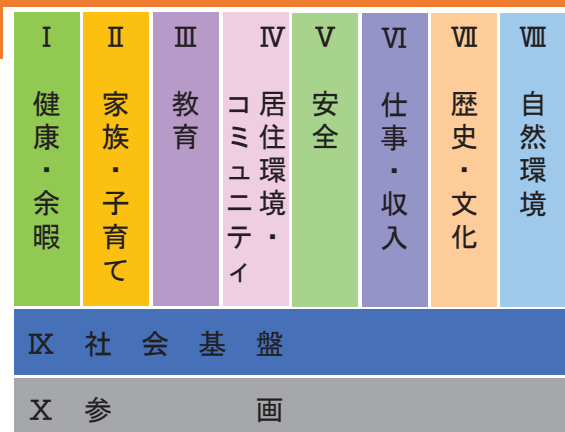 Ⅰ 健康・余暇
Ⅱ 家族・子育て
Ⅲ 教育
Ⅳ 居住環境・
コミュニティ
Ⅴ 安全
Ⅵ 仕事・収入
Ⅶ 歴史・文化
Ⅷ 自然環境
Ⅸ 社会基盤
Ⅹ 参画